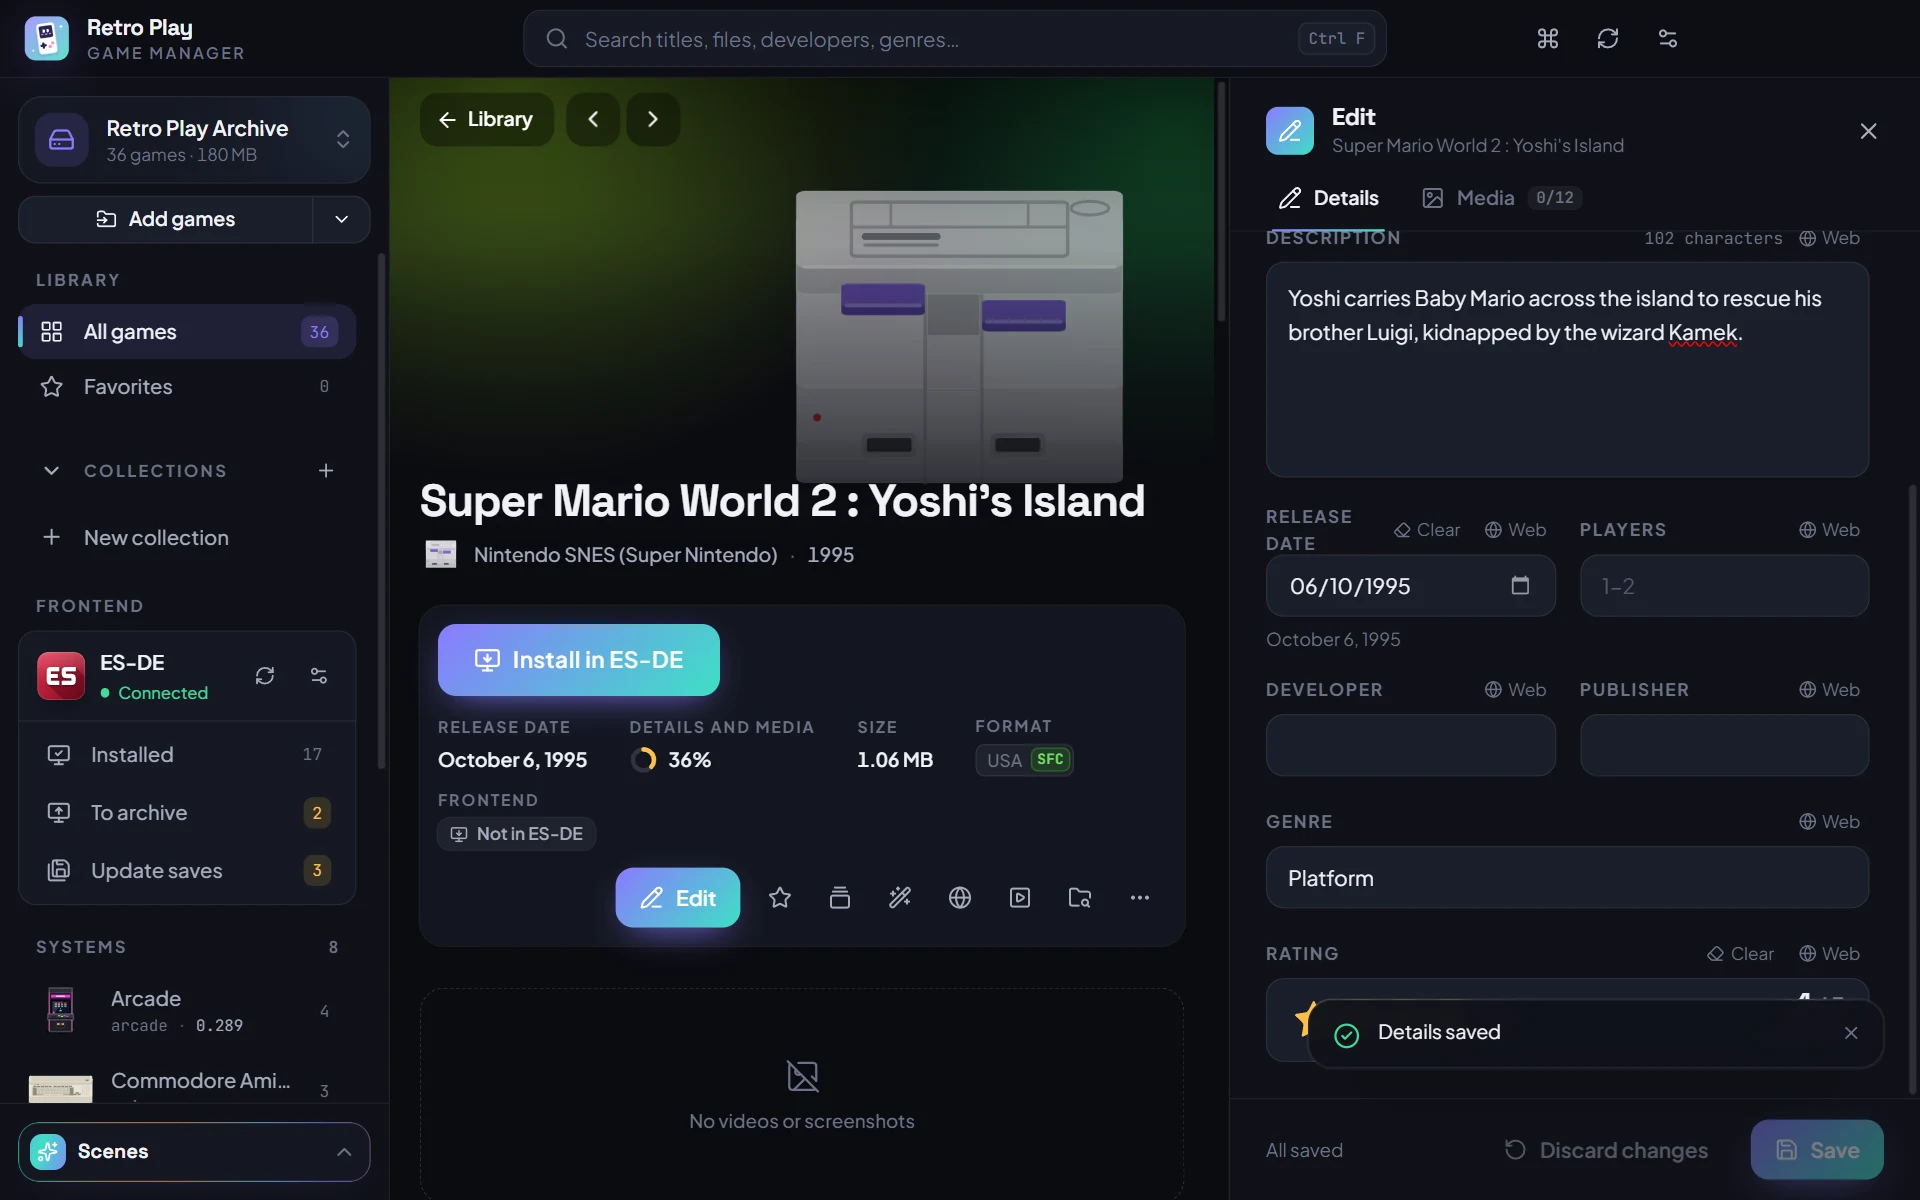 Retro Play
GAME MANAGER
Search titles, files, developers, genres…
Ctrl F
Retro Play Archive
36 games · 180 MB
Add games
LIBRARY
All games
36
Favorites
0
COLLECTIONS
New collection
FRONTEND
ES
ES-DE
Connected
Installed
17
To archive
2
Update saves
3
SYSTEMS
8
Arcade
arcade · 0.289
4
Commodore Ami…
3
Scenes
Library
Super Mario World 2 : Yoshi's Island
Nintendo SNES (Super Nintendo) · 1995
Install in ES-DE
RELEASE DATE
October 6, 1995
DETAILS AND MEDIA
36%
SIZE
1.06 MB
FORMAT
USA SFC
FRONTEND
Not in ES-DE
Edit
No videos or screenshots
Edit
Super Mario World 2 : Yoshi's Island
Details
Media
0/12
DESCRIPTION
102 characters
Web
Yoshi carries Baby Mario across the island to rescue his
brother Luigi, kidnapped by the wizard Kamek.
RELEASE
DATE
Clear
Web
06/10/1995
October 6, 1995
PLAYERS
Web
1–2
DEVELOPER
Web
PUBLISHER
Web
GENRE
Web
Platform
RATING
Clear
Web
Details saved
All saved
Discard changes
Save